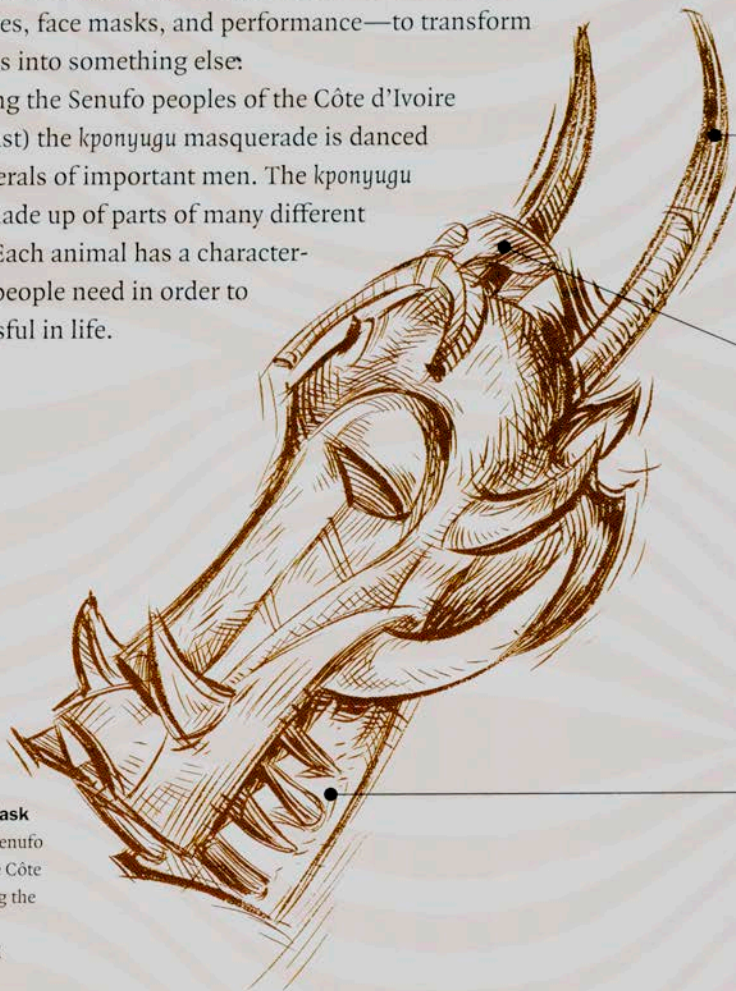 es, face masks, and performance—to transform
s into something else:
ng the Senufo peoples of the Côte d'Ivoire
st) the kponyugu masquerade is danced
erals of important men. The kponyugu
ade up of parts of many different
Each animal has a character-
people need in order to
sful in life.
ask
enufo
Côte
g the